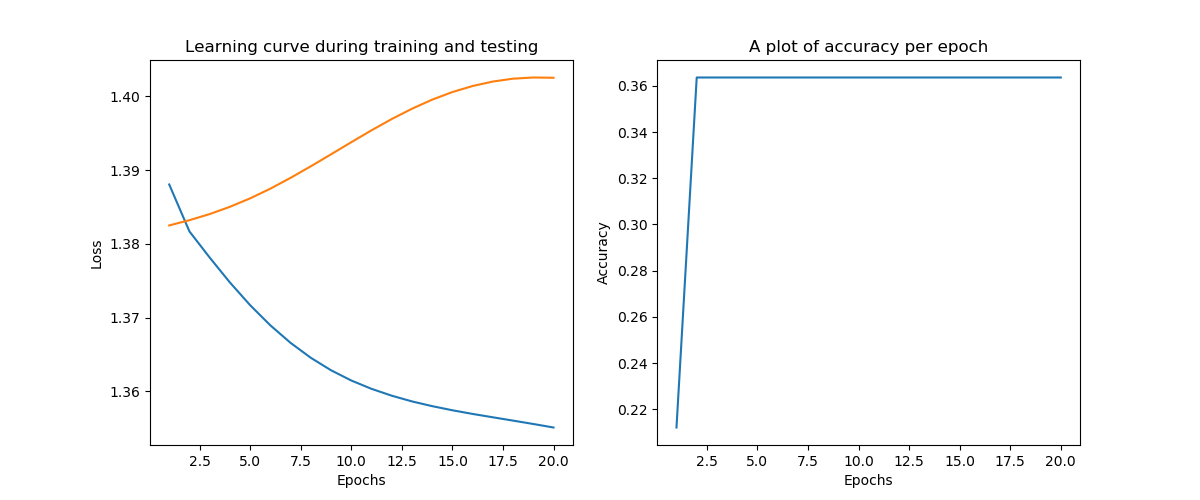 Learning curve during training and testing
1.40
1.39
1.38
1.37
1.36
Loss
2.5 5.0 7.5 10.0 12.5 15.0 17.5 20.0
Epochs
A plot of accuracy per epoch
0.36
0.34
0.32
0.30
0.28
0.26
0.24
0.22
Accuracy
2.5 5.0 7.5 10.0 12.5 15.0 17.5 20.0
Epochs